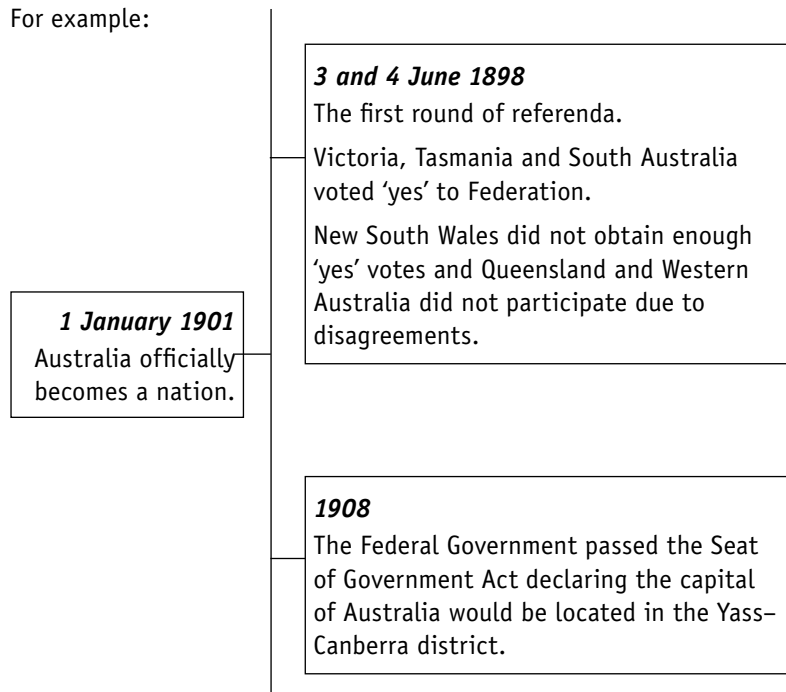 For example:
3 and 4 June 1898
The first round of referenda.
Victoria, Tasmania and South Australia
voted ‘yes’ to Federation.
New South Wales did not obtain enough
‘yes’ votes and Queensland and Western
Australia did not participate due to
disagreements.
1 January 1901
Australia officially
becomes a nation.
1908
The Federal Government passed the Seat
of Government Act declaring the capital
of Australia would be located in the Yass–
Canberra district.